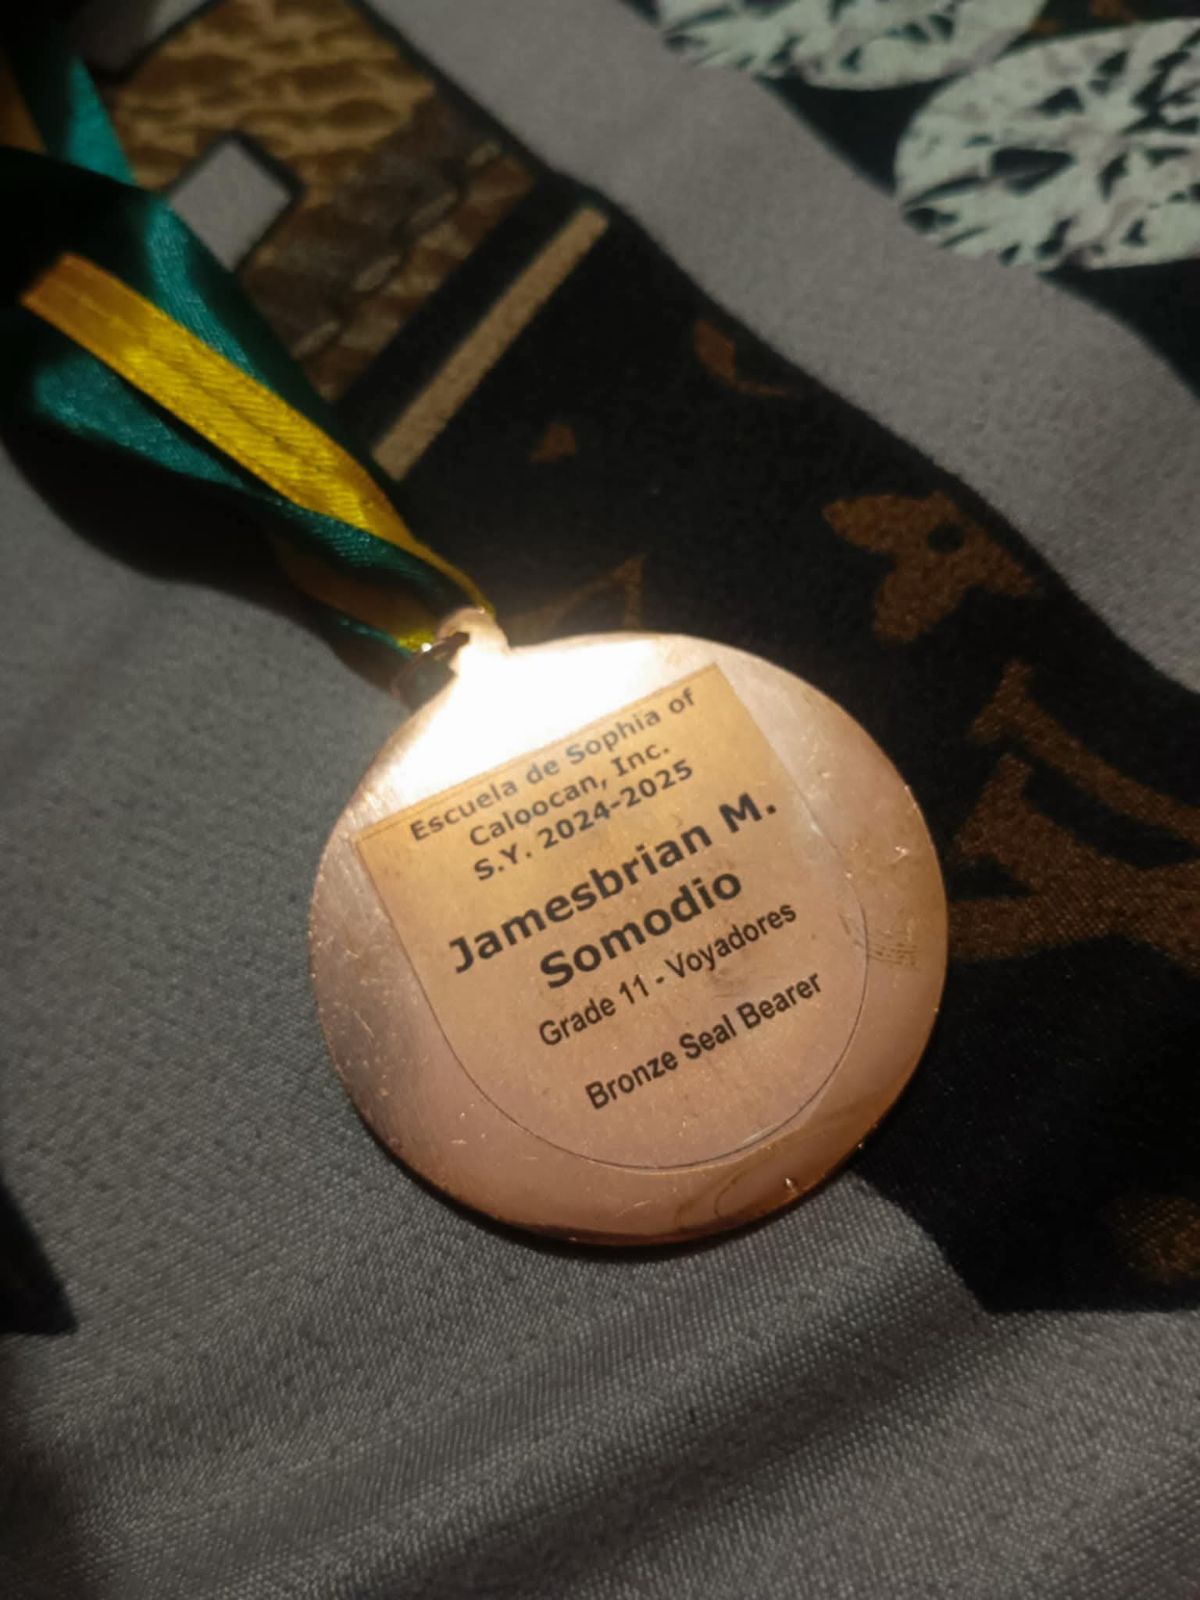 Escuela de Sophia of
Caloocan, Inc.
S.Y. 2024-2025
Jamesbrian M.
Somodio
Grade 11 - Voyadores
Bronze Seal Bearer